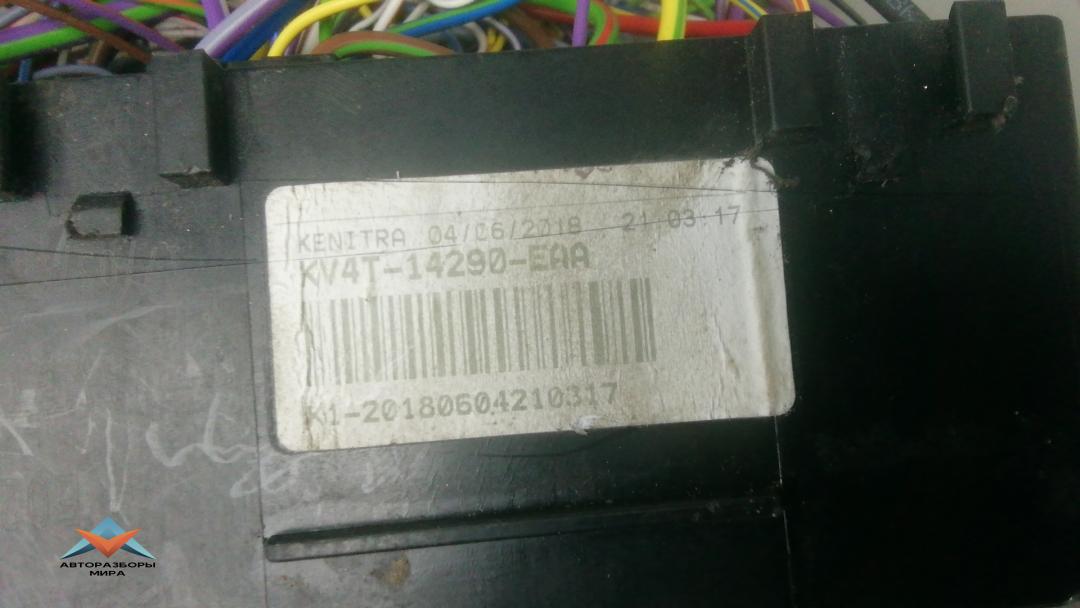 KENITRA 04/06/2018 21:03:17
KV4T-14290-EAA
K1-20180604210317
АВТОРАЗБОРЫ
МИРА